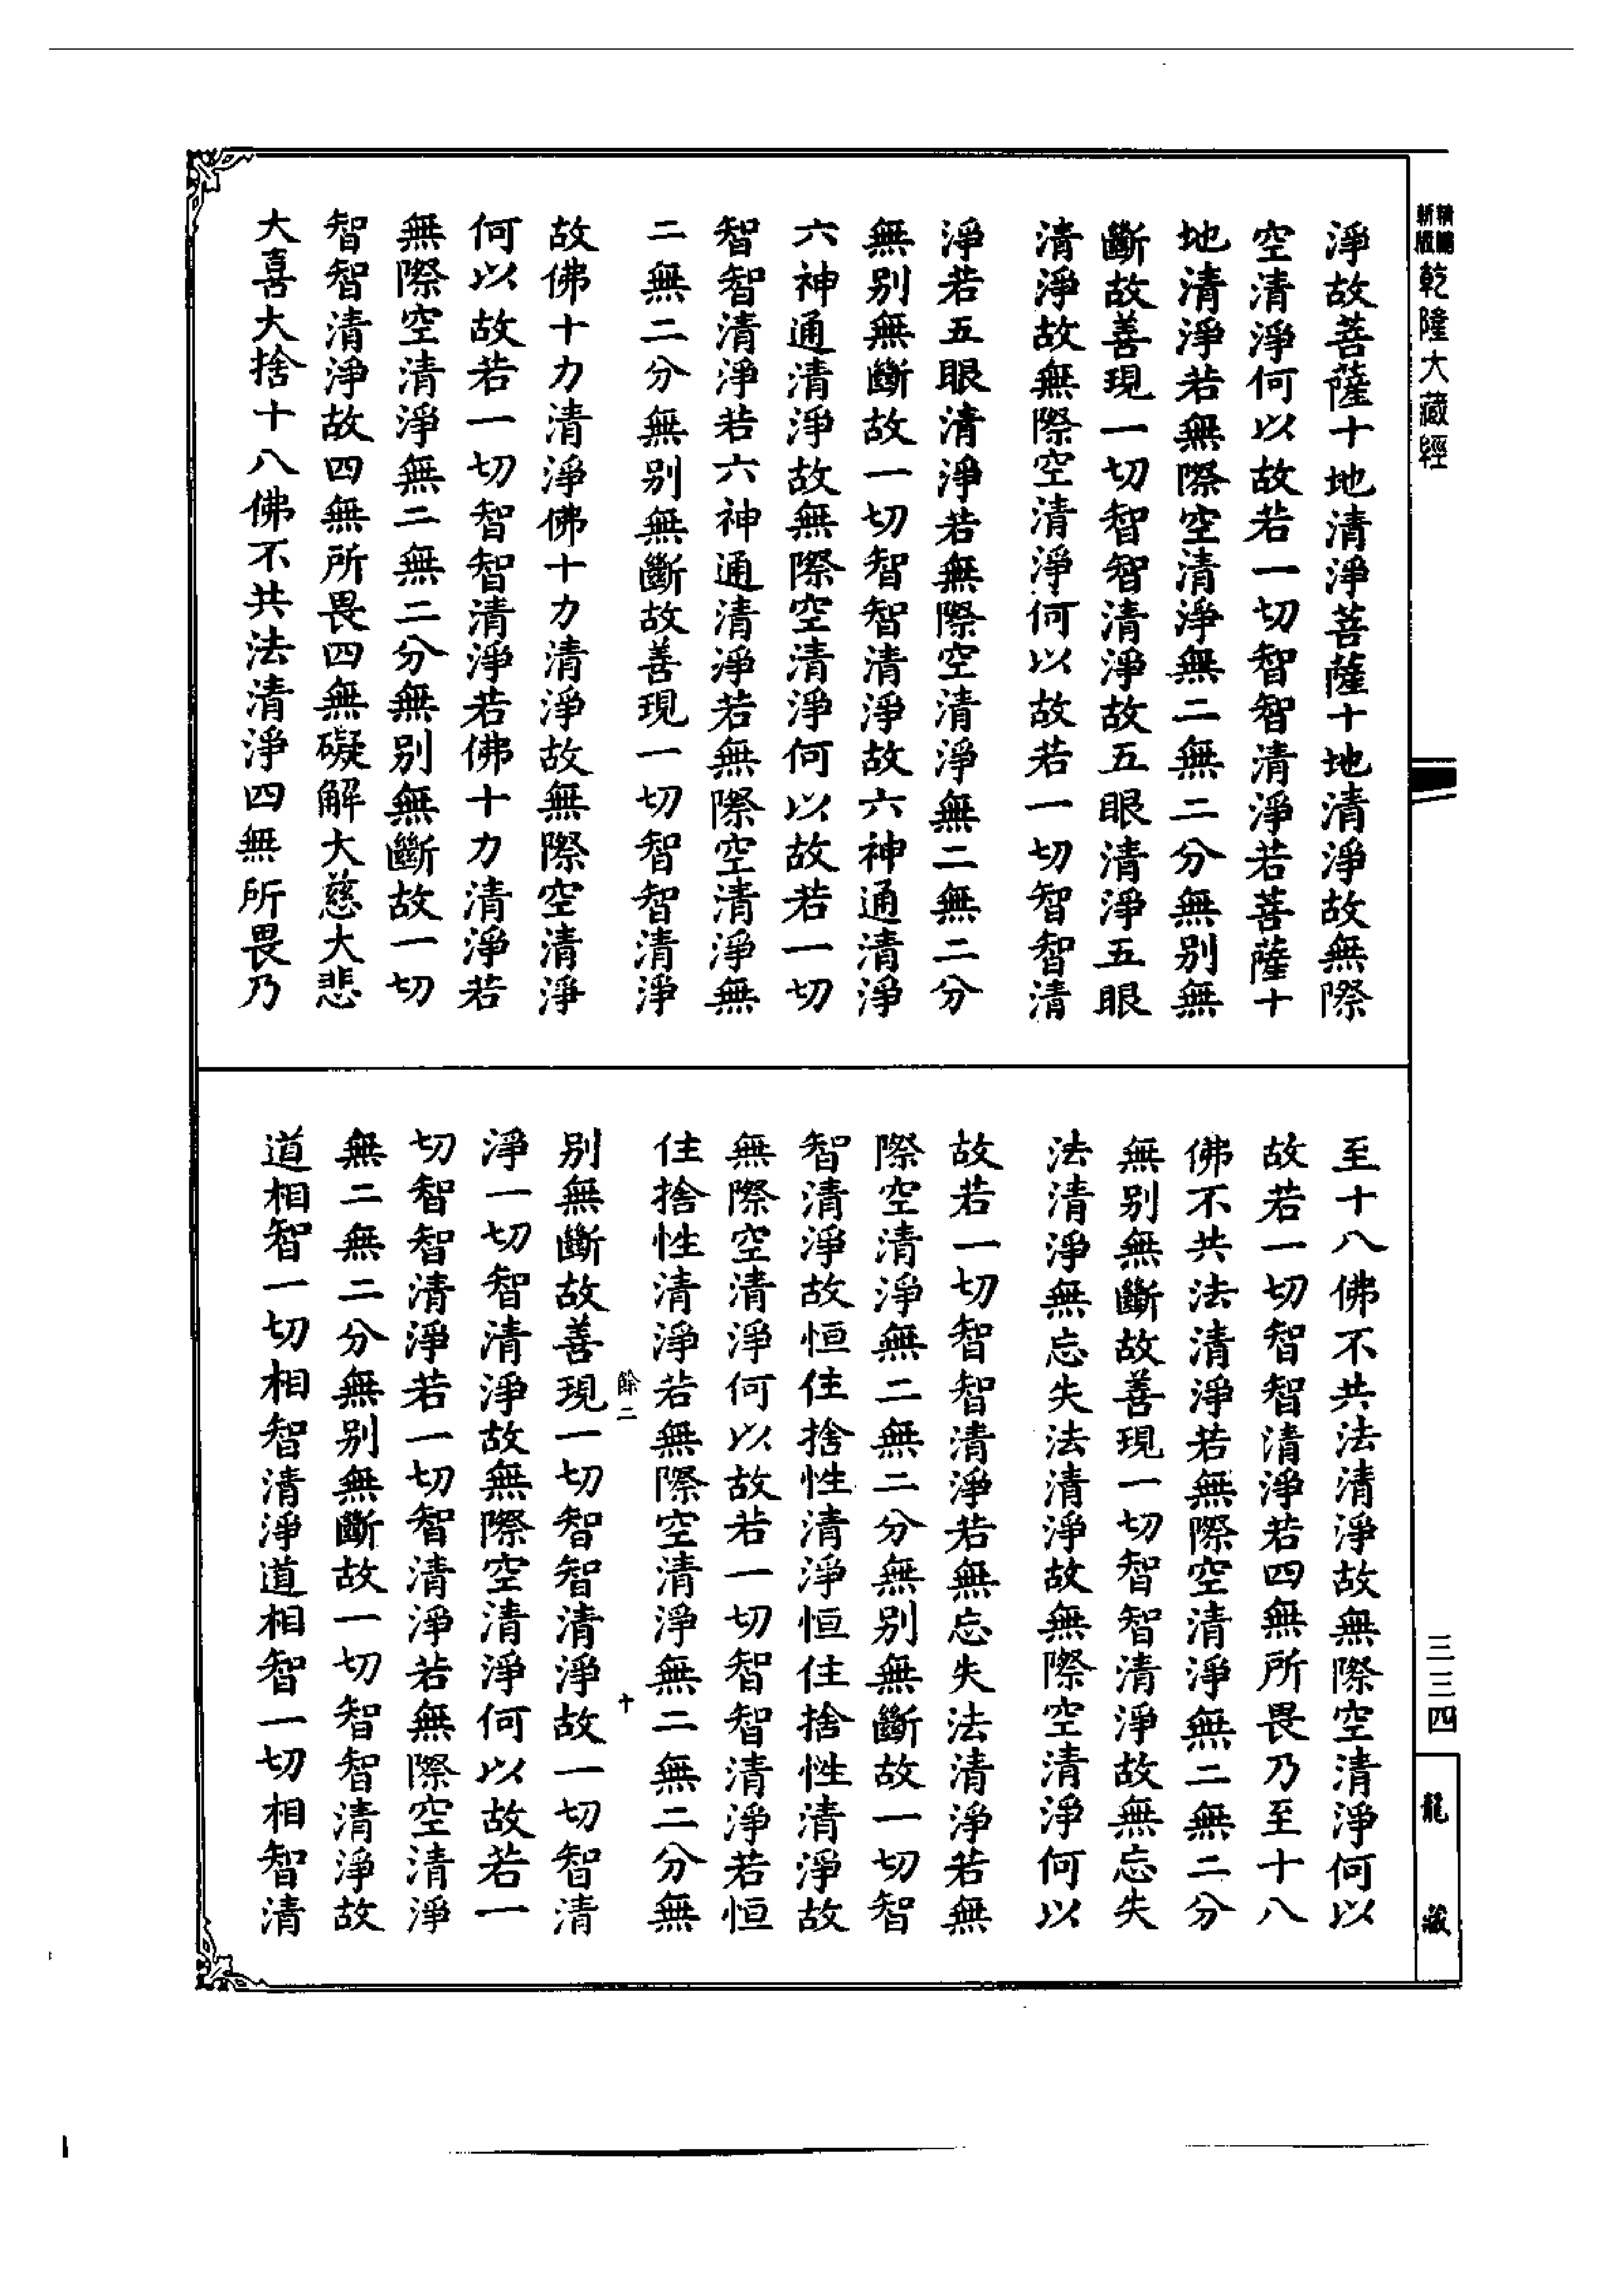 新編
新版
乾隆大藏經
淨故菩薩十地清淨菩薩十地清淨故無際
空清淨何以故若一切智智清淨若菩薩十
地清淨若無際空清淨無二無二分無別無
斷故善現一切智智清淨故五眼清淨五眼
清淨故無際空清淨何以故若一切智智清
淨若五眼清淨若無際空清淨無二無二分
無別無斷故一切智智清淨故六神通清淨
六神通清淨故無際空清淨何以故若一切
智智清淨若六神通清淨若無際空清淨無
二無二分無別無斷故善現一切智智清淨
故佛十力清淨佛十力清淨故無際空清淨
何以故若一切智智清淨若佛十力清淨若
無際空清淨無二無二分無別無斷故一切
智智清淨故四無所畏四無礙解大慈大悲
大喜大捨十八佛不共法清淨四無所畏乃
至十八佛不共法清淨故無際空清淨何以
故若一切智智清淨若四無所畏乃至十八
佛不共法清淨若無際空清淨無二無二分
無別無斷故善現一切智智清淨故無忘失
法清淨無忘失法清淨故無際空清淨何以
故若一切智智清淨若無忘失法清淨若無
際空清淨無二無二分無別無斷故一切智
智清淨故恒住捨性清淨恒住捨性清淨故
無際空清淨何以故若一切智智清淨若恒
住捨性清淨若無際空清淨無二無二分無
餘二 十
別無斷故善現一切智智清淨故一切智清
淨一切智清淨故無際空清淨何以故若一
切智智清淨若一切智清淨若無際空清淨
無二無二分無別無斷故一切智智清淨故
道相智一切相智清淨道相智一切相智清
三三四
龍藏